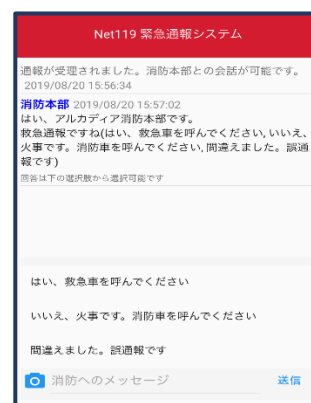 Net119 緊急通報システム
通報が受理されました。消防本部との会話が可能です。
2019/08/20 15:56:34
消防本部 2019/08/20 15:57:02
はい、アルカディア消防本部です。
救急通報ですね(はい、救急車を呼んでください, いいえ、
火事です。消防車を呼んでください, 間違えました。誤通
報です)
回答は下の選択肢から選択可能です
はい、救急車を呼んでください
いいえ、火事です。消防車を呼んでください
間違えました。誤通報です
消防へのメッセージ 送信